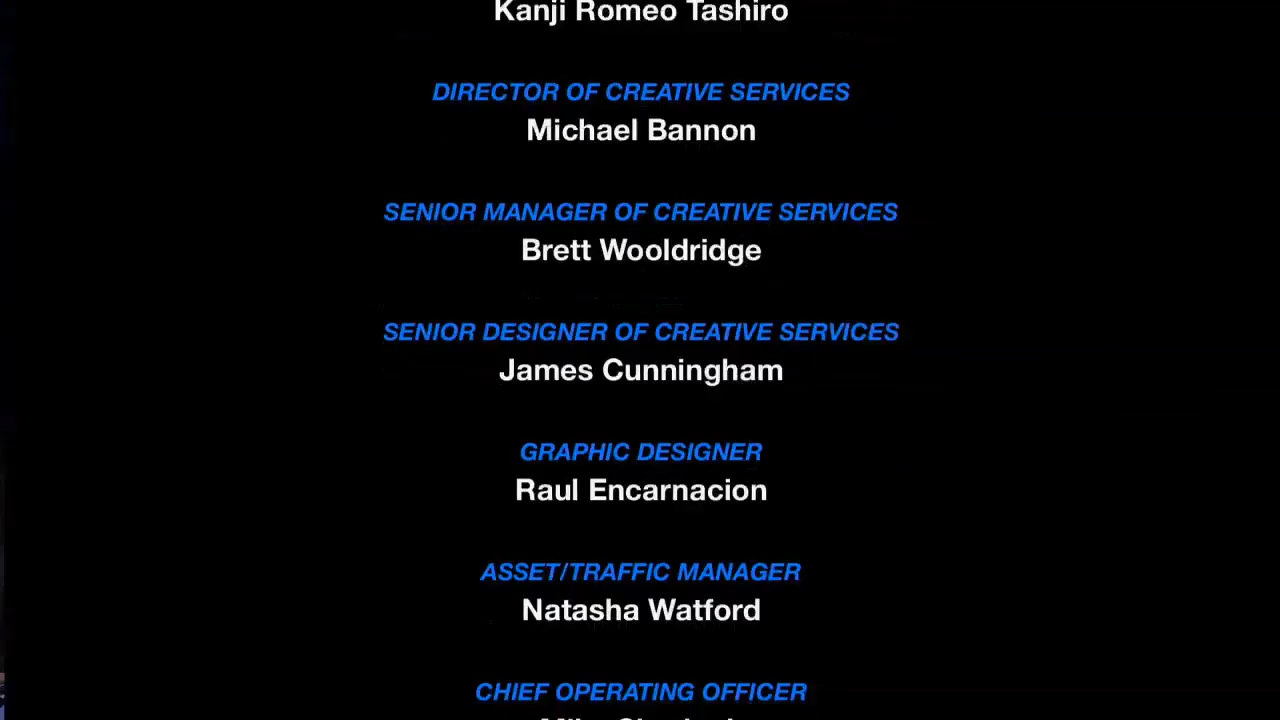 Kanji Romeo Tashiro
DIRECTOR OF CREATIVE SERVICES
Michael Bannon
SENIOR MANAGER OF CREATIVE SERVICES
Brett Wooldridge
SENIOR DESIGNER OF CREATIVE SERVICES
James Cunningham
GRAPHIC DESIGNER
Raul Encarnacion
ASSET/TRAFFIC MANAGER
Natasha Watford
CHIEF OPERATING OFFICER